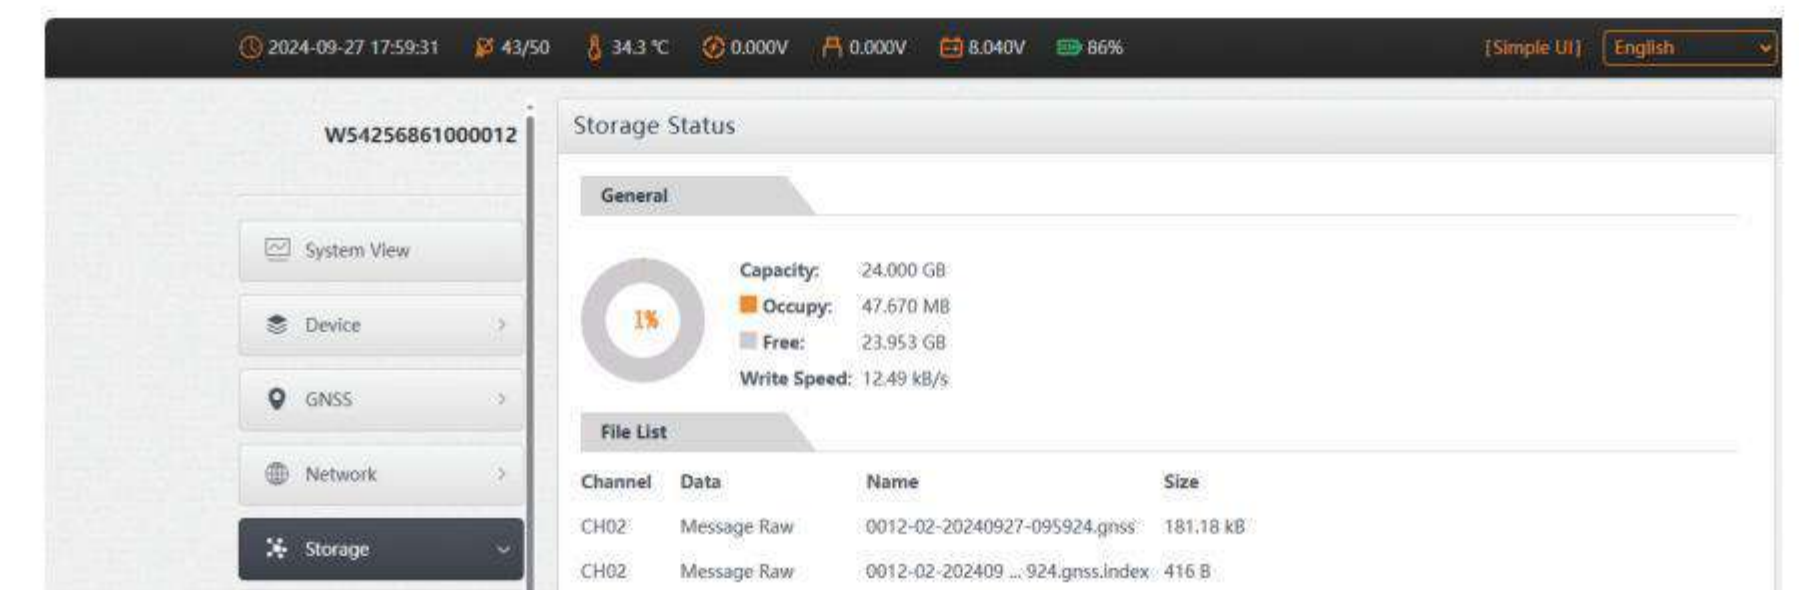 2024-09-27 17:59:31 43/50 34.3 ℃ 0.000V 0.000V 8.040V 86% [Simple UI] English
W54256861000012
System View
Device
GNSS
Network
Storage
Storage Status
General
1%
Capacity: 24.000 GB
Occupy: 47.670 MB
Free: 23.953 GB
Write Speed: 12.49 kB/s
File List
Channel Data Name Size
CH02 Message Raw 0012-02-20240927-095924.gnss 181.18 kB
CH02 Message Raw 0012-02-202409 ... 924.gnss.index 416 B